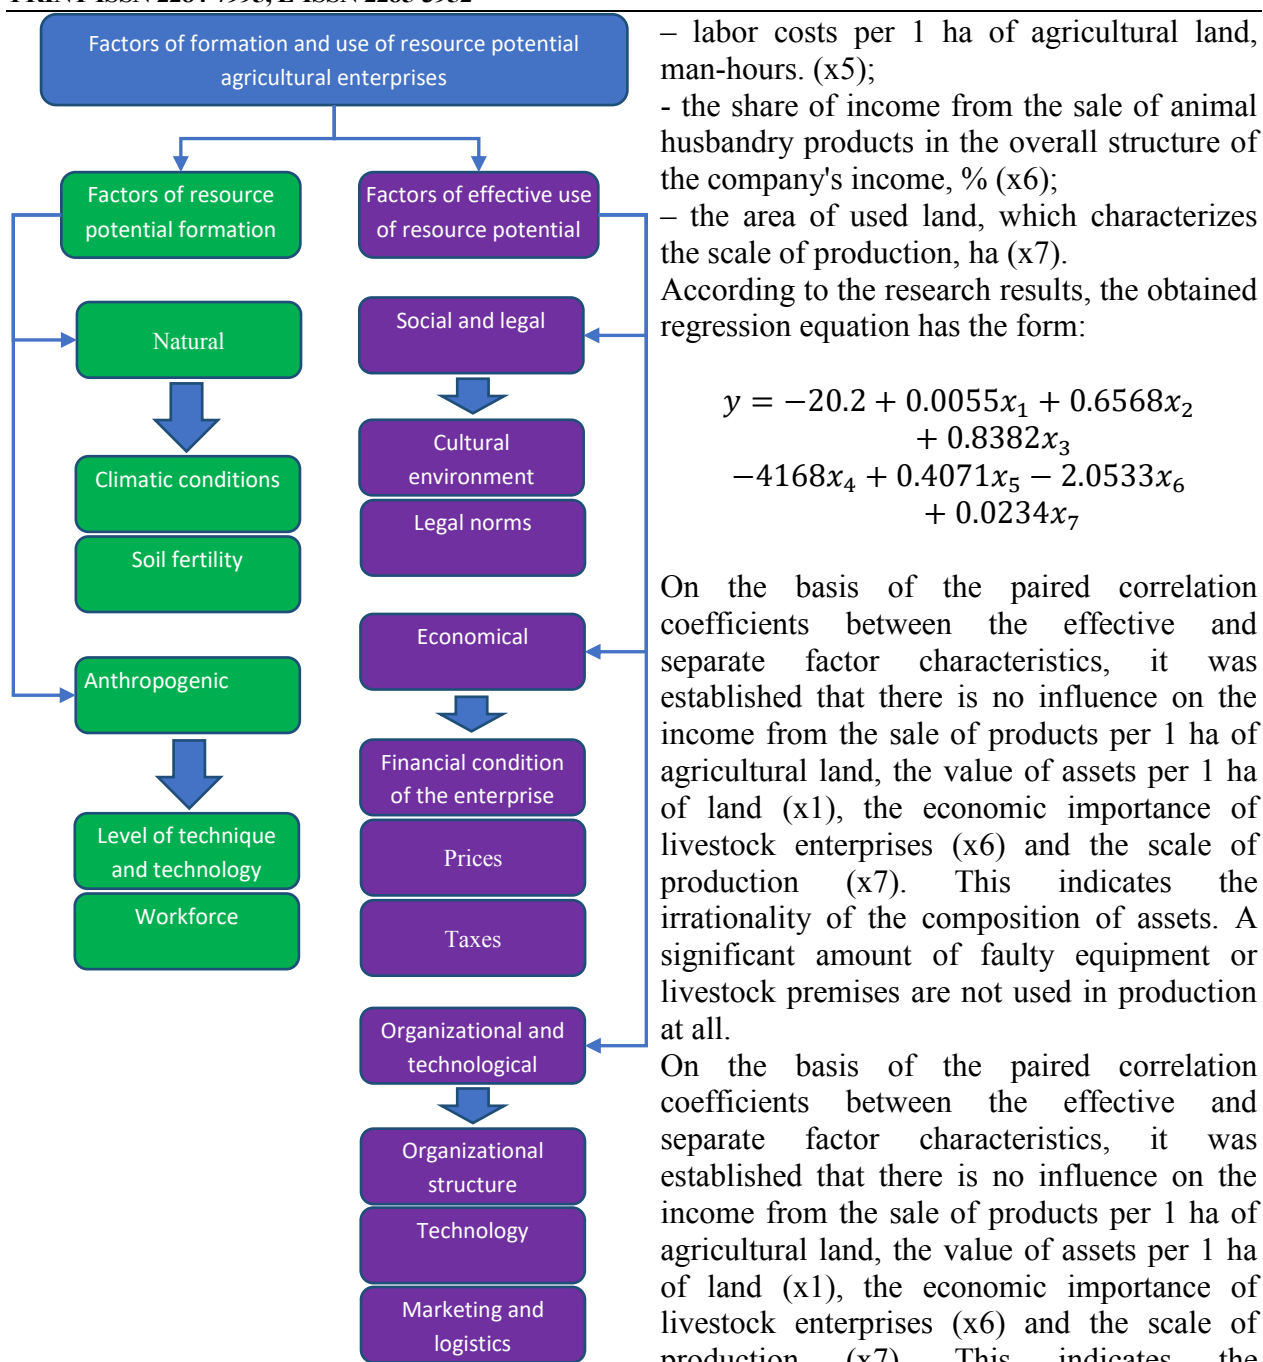 PRINT ISSN 2284-7995, E-ISSN 2285-3952
Factors of formation and use of resource potential
agricultural enterprises
Factors of resource
potential formation
Natural
Climatic conditions
Soil fertility
Anthropogenic
Level of technique
and technology
Workforce
Factors of effective use
of resource potential
Social and legal
Cultural
environment
Legal norms
Economical
Financial condition
of the enterprise
Prices
Taxes
Organizational and
technological
Organizational
structure
Technology
Marketing and
logistics
– labor costs per 1 ha of agricultural land,
man-hours. (x5);
- the share of income from the sale of animal
husbandry products in the overall structure of
the company's income, % (x6);
– the area of used land, which characterizes
the scale of production, ha (x7).
According to the research results, the obtained
regression equation has the form:
y = −20.2 + 0.0055x₁ + 0.6568x₂
+ 0.8382x₃
−4168x₄ + 0.4071x₅ − 2.0533x₆
+ 0.0234x₇
On the basis of the paired correlation
coefficients between the effective and
separate factor characteristics, it was
established that there is no influence on the
income from the sale of products per 1 ha of
agricultural land, the value of assets per 1 ha
of land (x1), the economic importance of
livestock enterprises (x6) and the scale of
production (x7). This indicates the
irrationality of the composition of assets. A
significant amount of faulty equipment or
livestock premises are not used in production
at all.
On the basis of the paired correlation
coefficients between the effective and
separate factor characteristics, it was
established that there is no influence on the
income from the sale of products per 1 ha of
agricultural land, the value of assets per 1 ha
of land (x1), the economic importance of
livestock enterprises (x6) and the scale of
production (x7). This indicates the